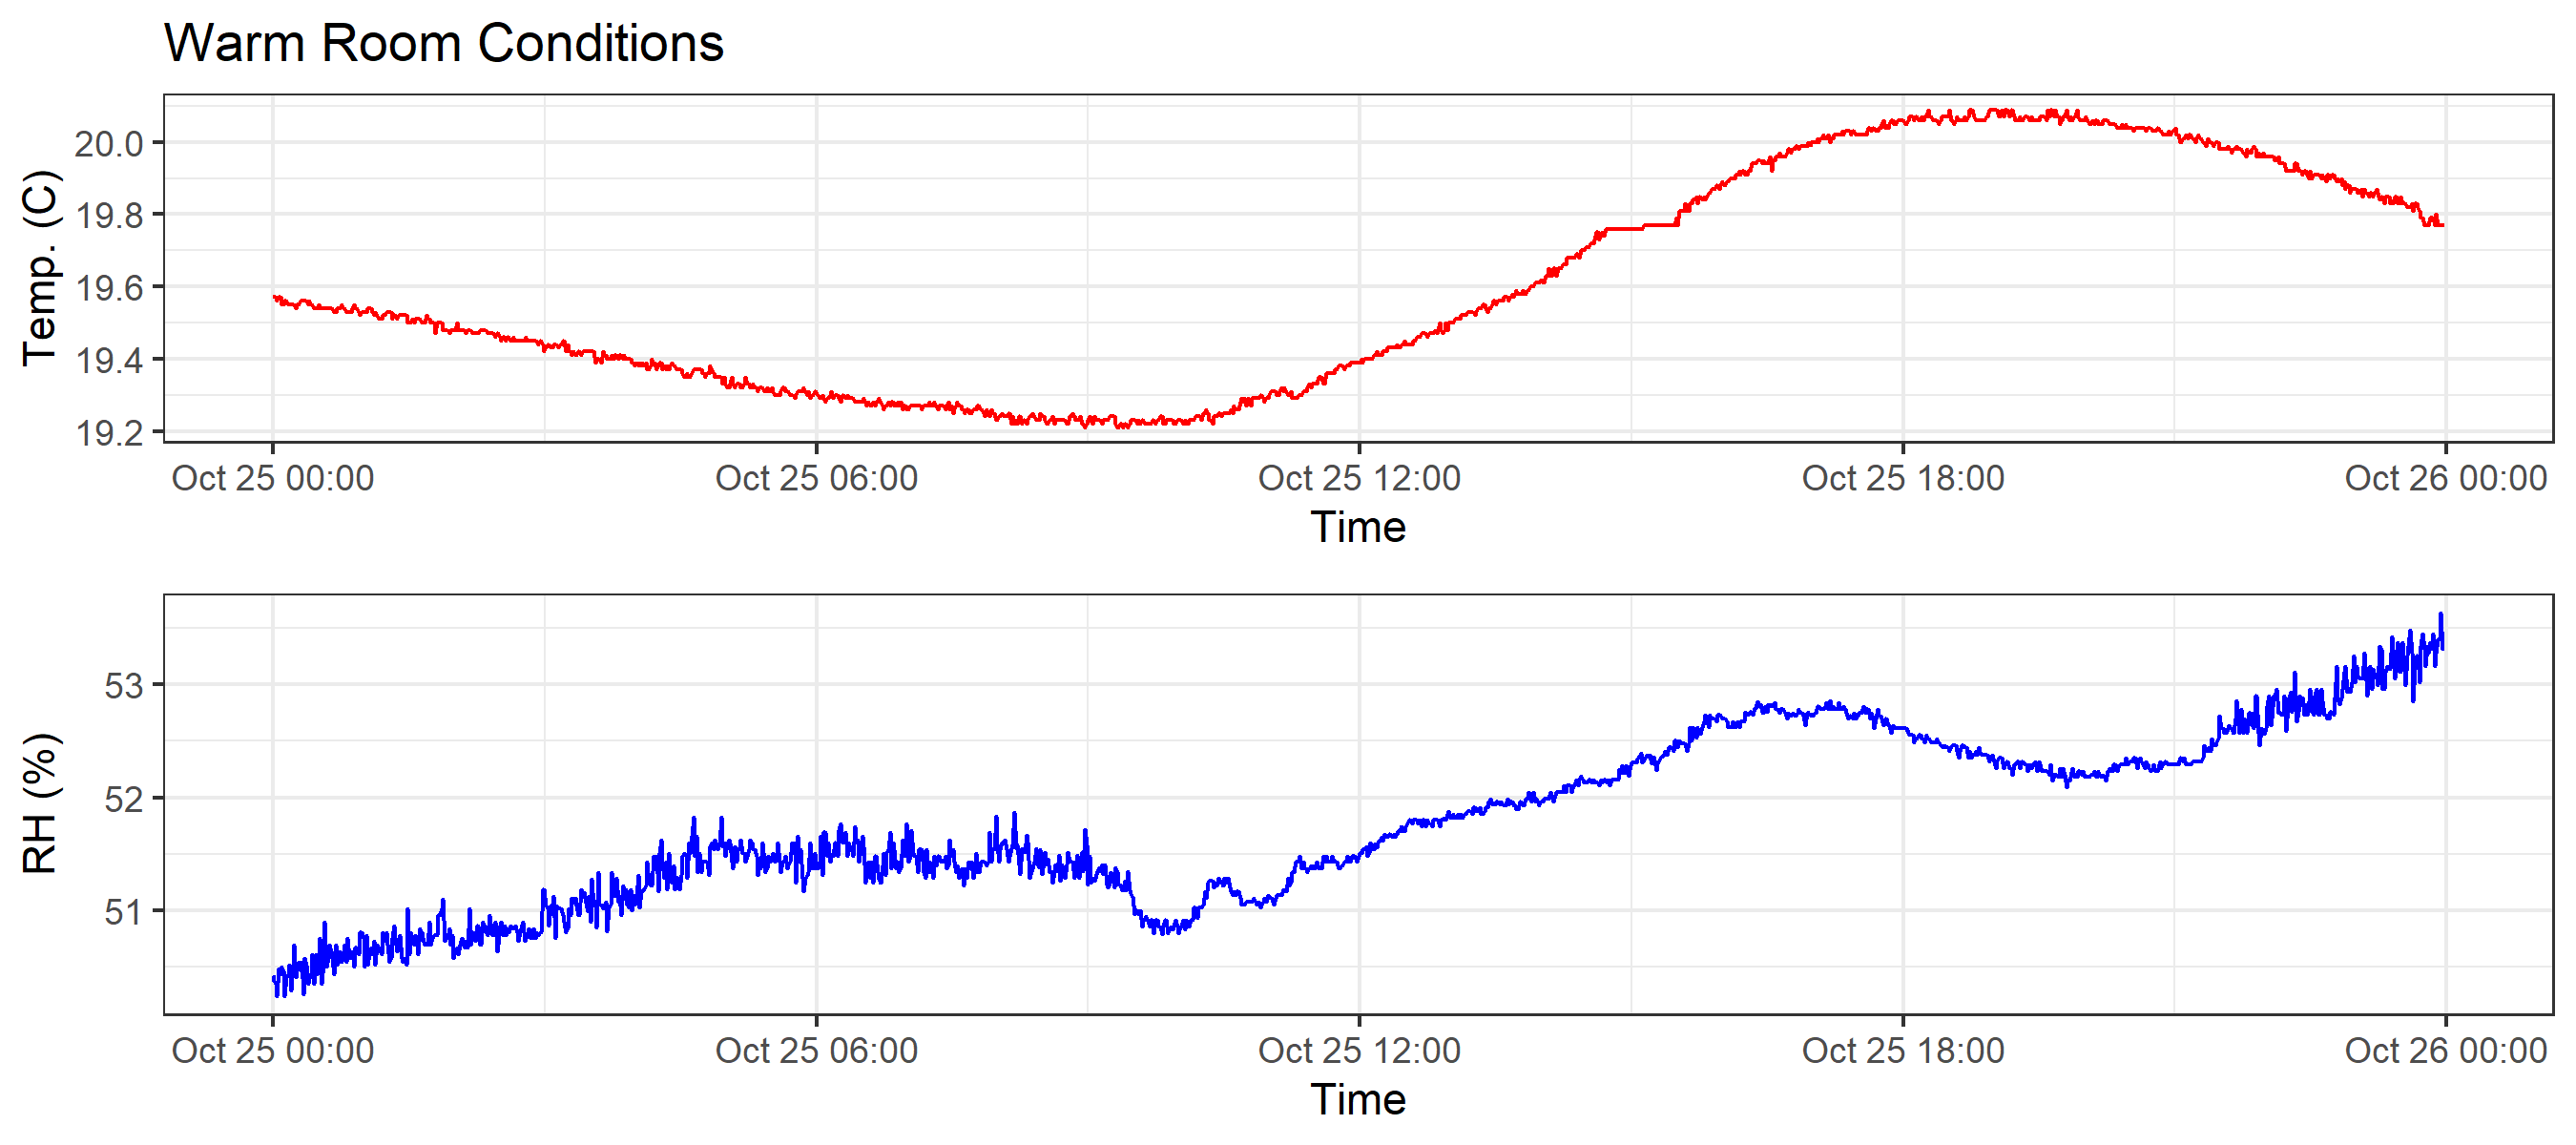 Warm Room Conditions
Temp. (C)
20.0
19.8
19.6
19.4
19.2
Oct 25 00:00 Oct 25 06:00 Oct 25 12:00 Oct 25 18:00 Oct 26 00:00
Time
RH (%)
53
52
51
Oct 25 00:00 Oct 25 06:00 Oct 25 12:00 Oct 25 18:00 Oct 26 00:00
Time